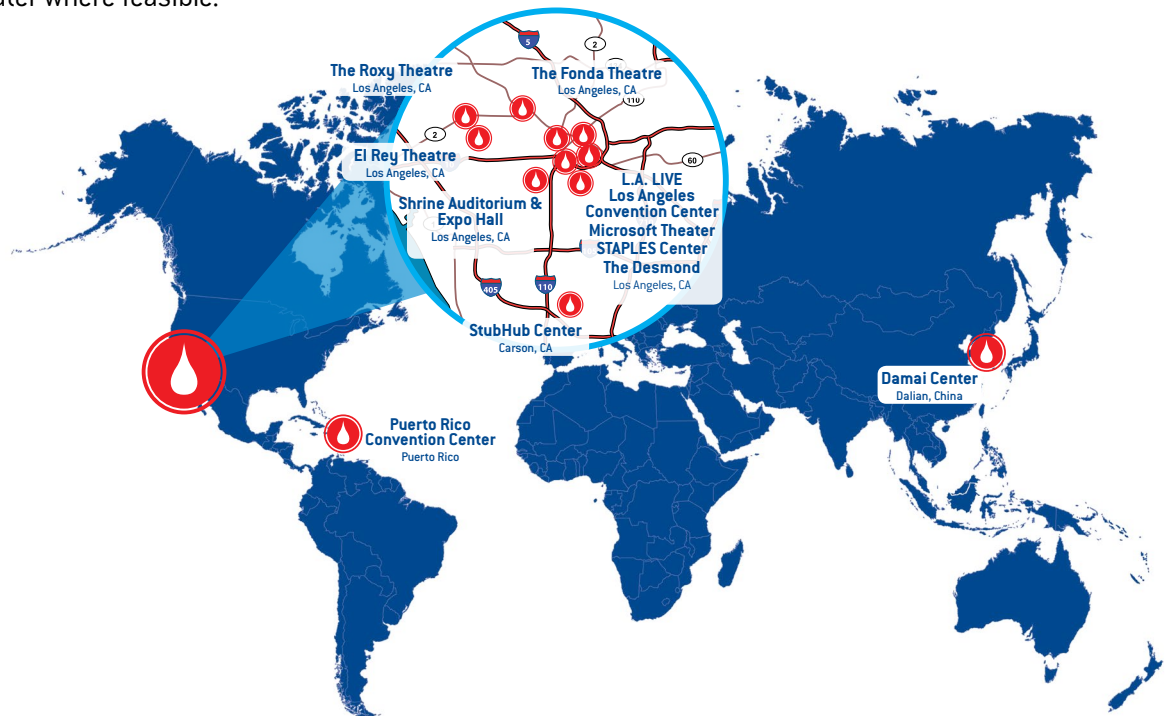 ater where feasible.
5
2
The Roxy Theatre
Los Angeles, CA
The Fonda Theatre
Los Angeles, CA
110
2
60
El Rey Theatre
Los Angeles, CA
Shrine Auditorium &
Expo Hall
Los Angeles, CA
L.A. LIVE
Los Angeles
Convention Center
Microsoft Theater
STAPLES Center
The Desmond
Los Angeles, CA
405
110
StubHub Center
Carson, CA
Damai Center
Dalian, China
Puerto Rico
Convention Center
Puerto Rico